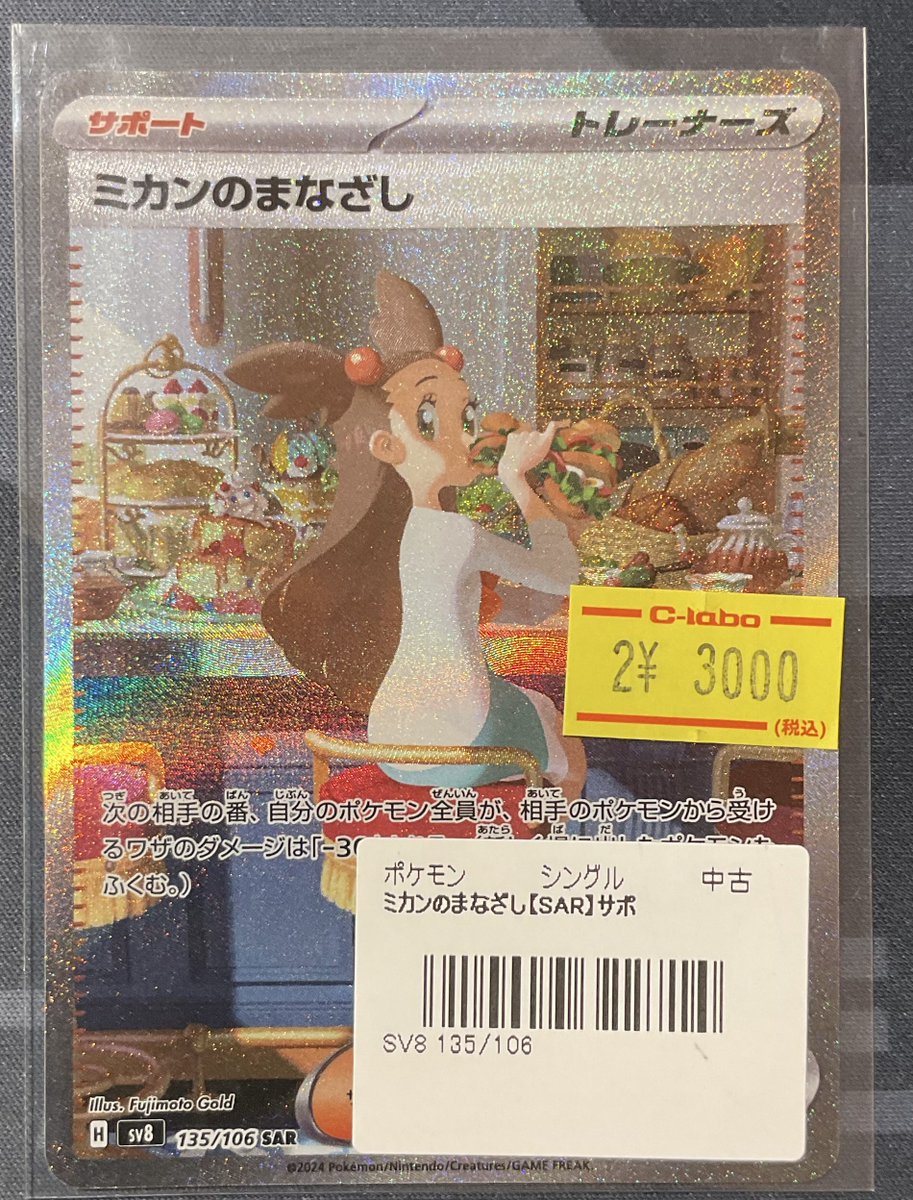 サポート
トレーナーズ
ミカンのまなざし
C-labo
2¥ 3000
(税込)
次の相手の番、自分のポケモン全員が、相手のポケモンから受け
るワザのダメージは「-30
ふくむ。)
ポケモン シングル 中古
ミカンのまなざし【SAR】サポ
SV8 135/106
Illus. Fujimoto Gold
H sv8 135/106 SAR
©2024 Pokémon/Nintendo/Creatures/GAME FREAK.